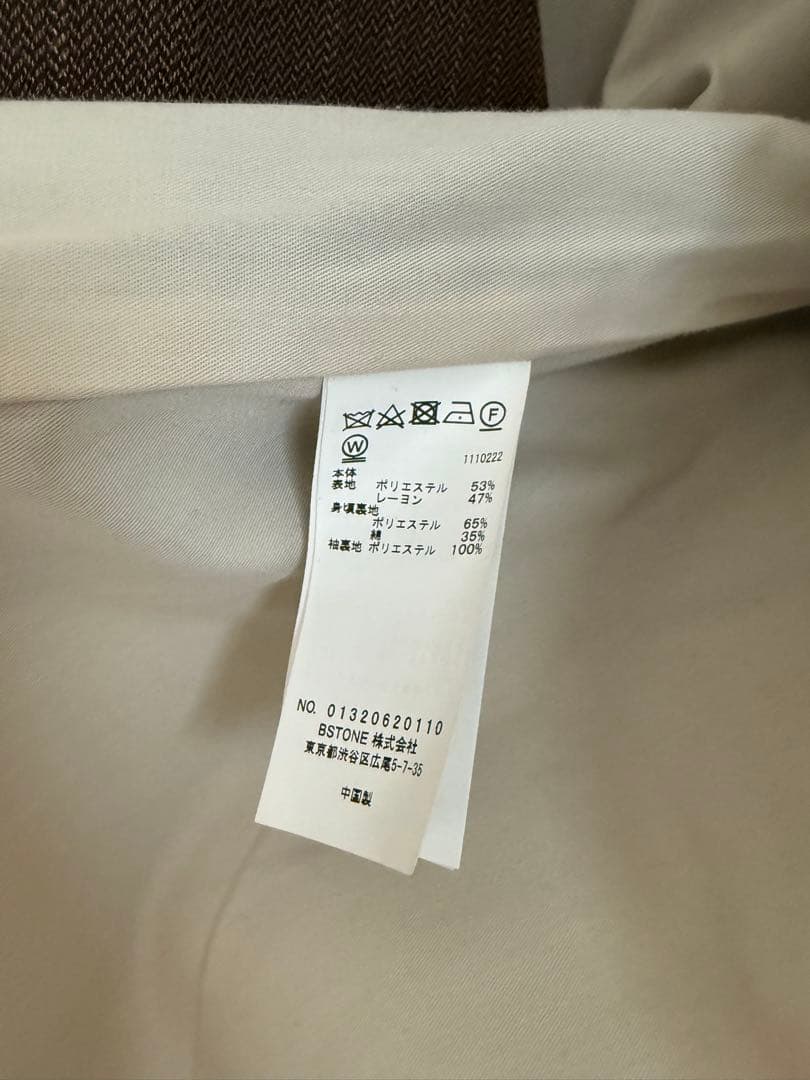 F
W
1110222
本体
表地 ポリエステル 53%
レーヨン 47%
身頃裏地
ポリエステル 65%
綿 35%
袖裏地 ポリエステル 100%
NO. 01320620110
BSTONE 株式会社
東京都渋谷区広尾5-7-35
中国製